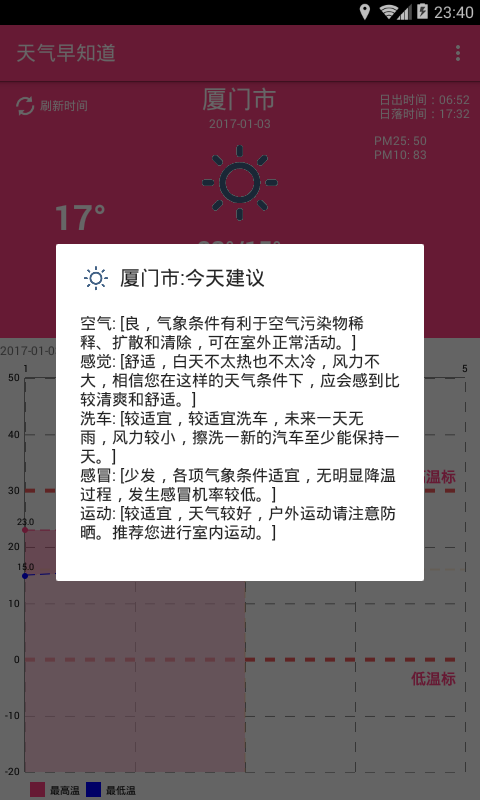 23:40
天气早知道
刷新时间
厦门市
2017-01-03
日出时间：06:52
日落时间：17:32
PM25: 50
PM10: 83
17°
厦门市:今天建议
空气: [良，气象条件有利于空气污染物稀
释、扩散和清除，可在室外正常活动。]
感觉: [舒适，白天不太热也不太冷，风力不
大，相信您在这样的天气条件下，应会感到比
较清爽和舒适。]
洗车: [较适宜，较适宜洗车，未来一天无
雨，风力较小，擦洗一新的汽车至少能保持一
天。]
感冒: [少发，各项气象条件适宜，无明显降温
过程，发生感冒机率较低。]
运动: [较适宜，天气较好，户外运动请注意防
晒。推荐您进行室内运动。]
2017-01-0
1
5
50
40
30
温标
23.0
20
15.0
10
0
低温标
-10
-20
最高温
最低温